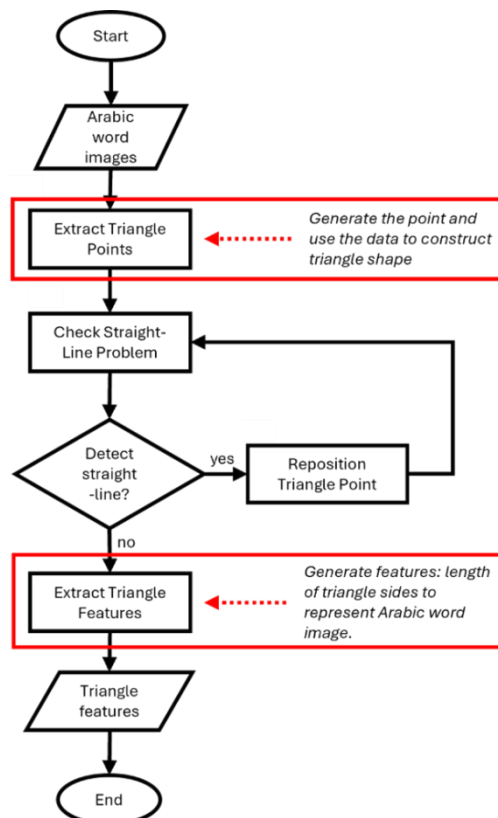 Start
Arabic
word
images
Extract Triangle
Points
Generate the point and
use the data to construct
triangle shape
Check Straight-
Line Problem
Detect
straight
-line?
yes
Reposition
Triangle Point
no
Extract Triangle
Features
Generate features: length
of triangle sides to
represent Arabic word
image.
Triangle
features
End